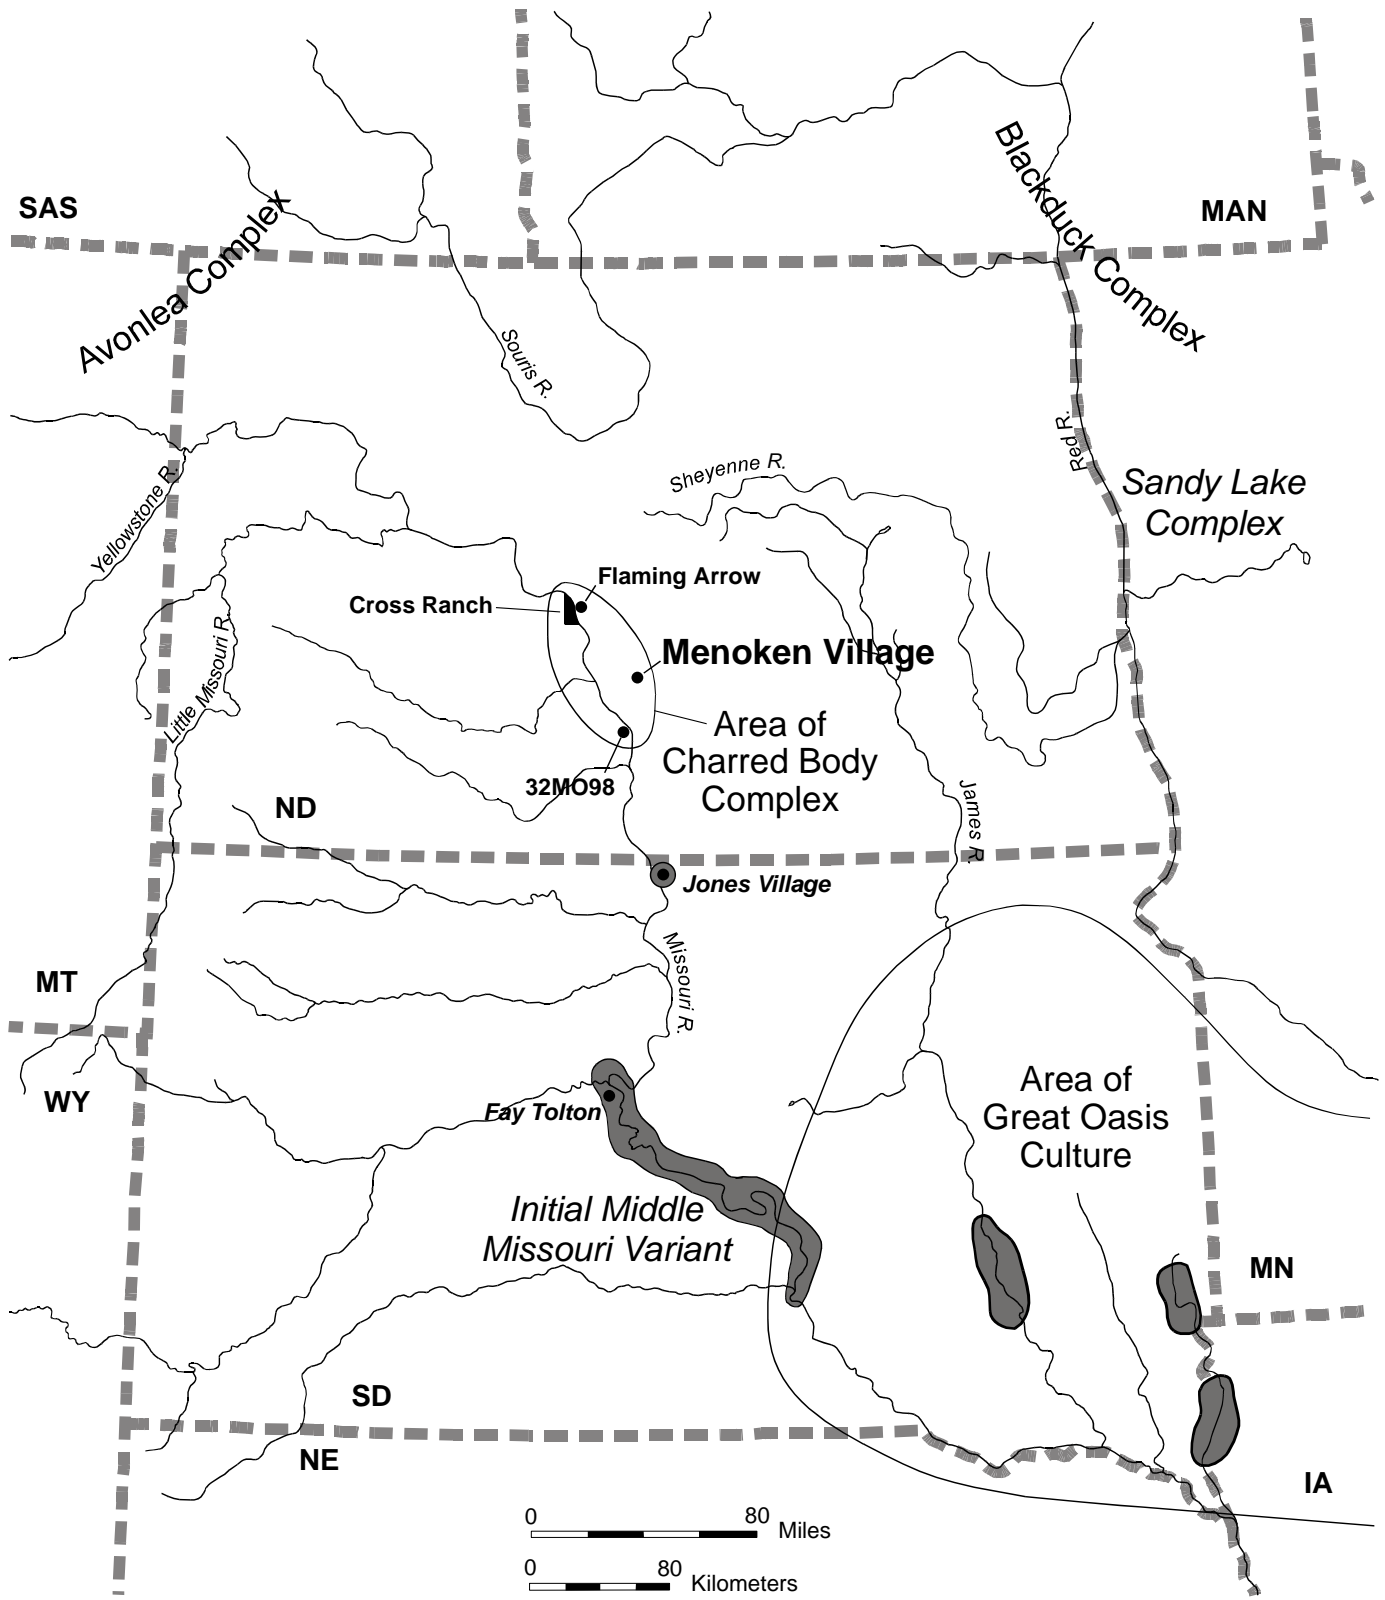 SAS
MAN
Avonlea Complex
Blackduck Complex
Souris R.
Red R.
Yellowstone R.
Sheyenne R.
Sandy Lake
Complex
Flaming Arrow
Cross Ranch
Little Missouri R.
Menoken Village
Area of
Charred Body
Complex
32MO98
ND
James R.
Jones Village
Missouri R.
MT
WY
Fay Tolton
Area of
Great Oasis
Culture
Initial Middle
Missouri Variant
MN
SD
NE
IA
0 80 Miles
0 80 Kilometers